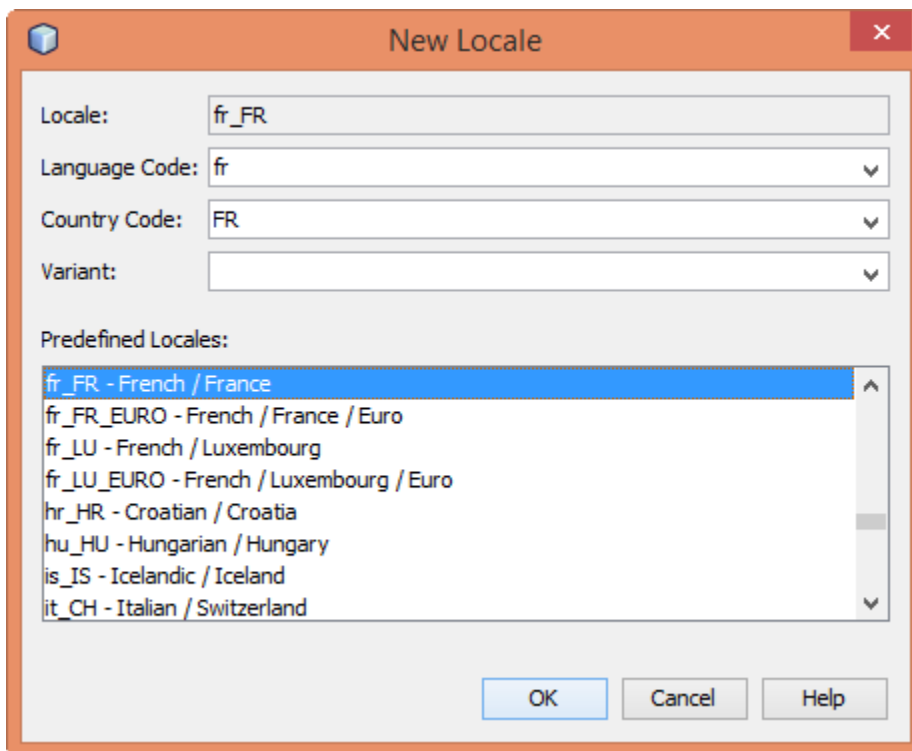 New Locale
Locale: fr_FR
Language Code: fr
Country Code: FR
Variant:
Predefined Locales:
fr_FR - French / France
fr_FR_EURO - French / France / Euro
fr_LU - French / Luxembourg
fr_LU_EURO - French / Luxembourg / Euro
hr_HR - Croatian / Croatia
hu_HU - Hungarian / Hungary
is_IS - Icelandic / Iceland
it_CH - Italian / Switzerland
OK Cancel Help